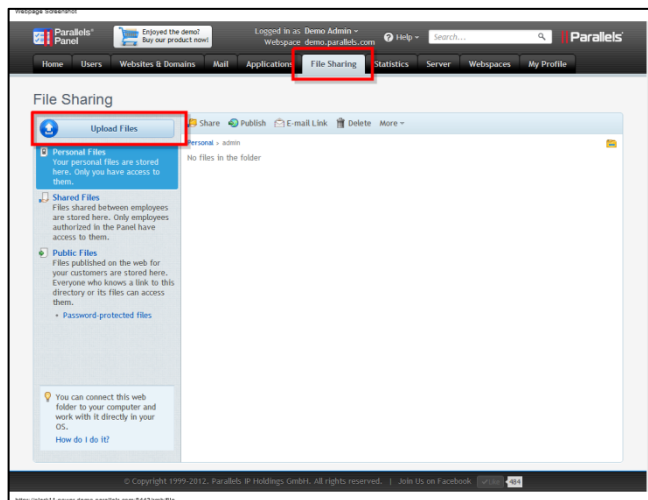 Webpage Screenshot
Parallels® Panel
Enjoyed the demo?
Buy our product now!
Logged in as Demo Admin
Webspace demo.parallels.com
Help
Search...
Parallels
Home Users Websites & Domains Mail Applications File Sharing Statistics Server Webspaces My Profile
File Sharing
Upload Files
Share Publish E-mail Link Delete More
Personal Files
Your personal files are stored
here. Only you have access to
them.
Personal > admin
No files in the folder
Shared Files
Files shared between employees
are stored here. Only employees
authorized in the Panel have
access to them.
Public Files
Files published on the web for
your customers are stored here.
Everyone who knows a link to this
directory or its files can access
them.
• Password-protected files
You can connect this web
folder to your computer and
work with it directly in your
OS.
How do I do it?
© Copyright 1999-2012. Parallels IP Holdings GmbH. All rights reserved. | Join Us on Facebook
484